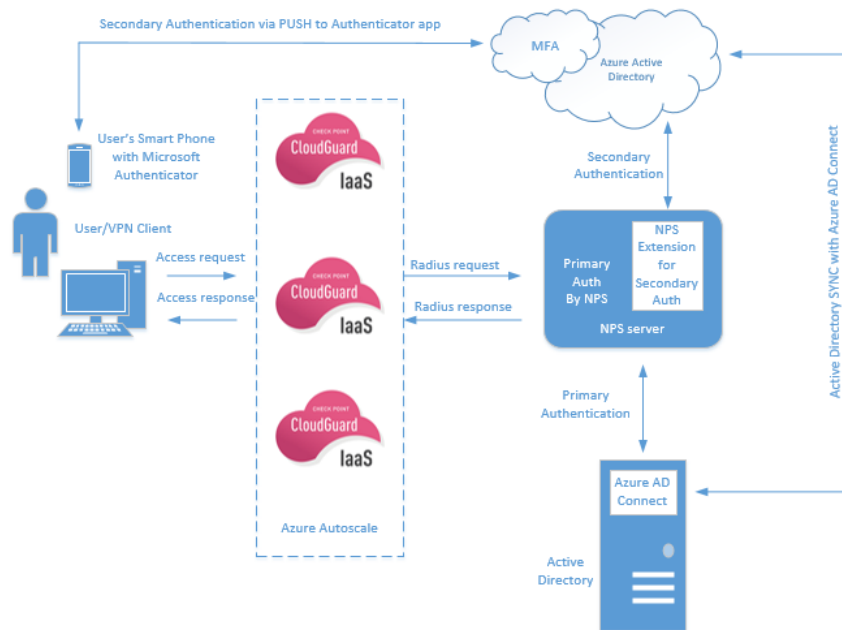 Secondary Authentication via PUSH to Authenticator app
MFA
Azure Active
Directory
User's Smart Phone
with Microsoft
Authenticator
CHECK POINT
CloudGuard
IaaS
Secondary
Authentication
User/VPN Client
Access request
Access response
CHECK POINT
CloudGuard
IaaS
Radius request
Radius response
Primary
Auth
By NPS
NPS
Extension for
Secondary
Auth
NPS server
Active Directory SYNC with Azure AD Connect
CHECK POINT
CloudGuard
IaaS
Azure Autoscale
Primary
Authentication
Azure AD
Connect
Active
Directory